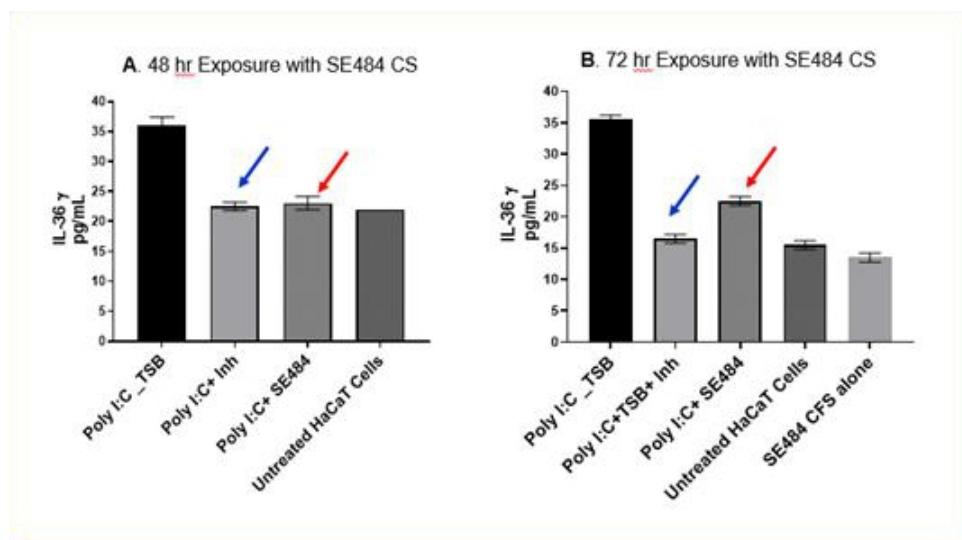 A. 48 hr Exposure with SE484 CS
40
35
30
25
20
15
10
5
0
IL-36 γ
pg/mL
Poly I:C _ TSB
Poly I:C+ Inh
Poly I:C+ SE484
Untreated HaCaT Cells
B. 72 hr Exposure with SE484 CS
40
35
30
25
20
15
10
5
0
IL-36 γ
pg/mL
Poly I:C _ TSB
Poly I:C+TSB+ Inh
Poly I:C+ SE484
Untreated HaCaT Cells
SE484 CFS alone